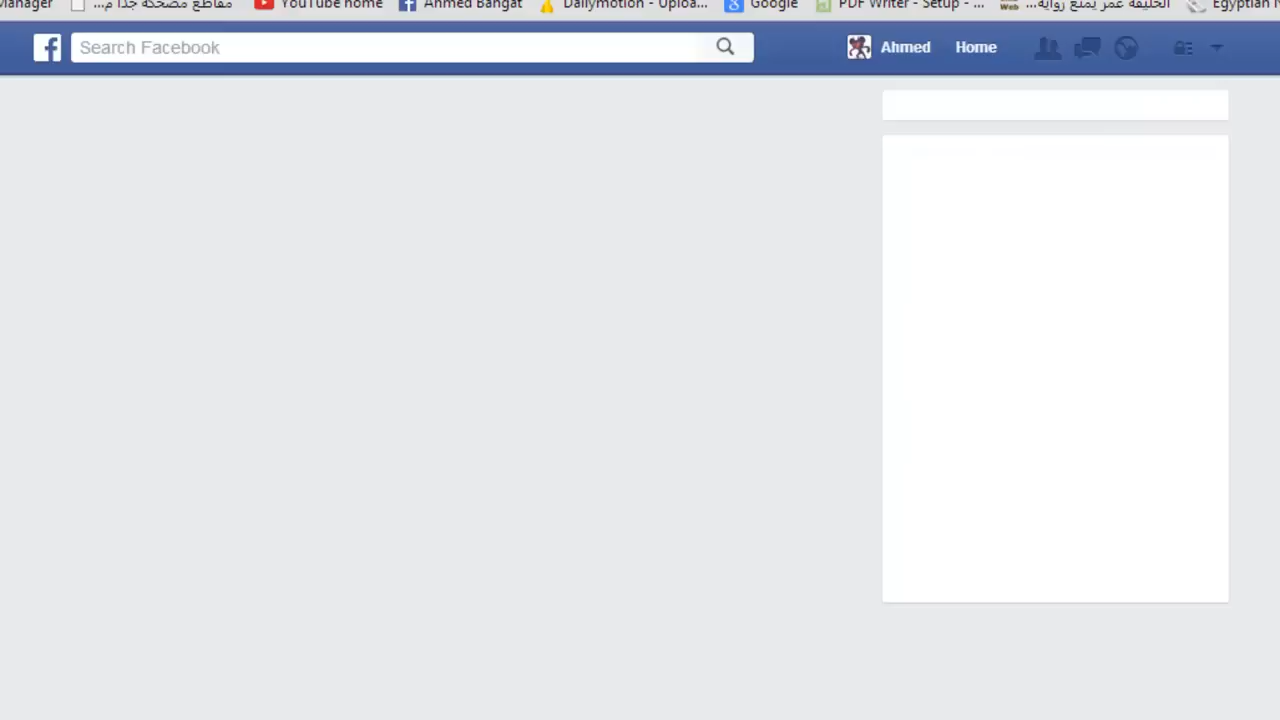 Manager مقاطع مضحكة جدا م... YouTube home Ahmed Bangat Dailymotion - Uploa... Google PDF Writer - Setup - ... الخليفة عمر يمنع رواية... Egyptian
Search Facebook Ahmed Home